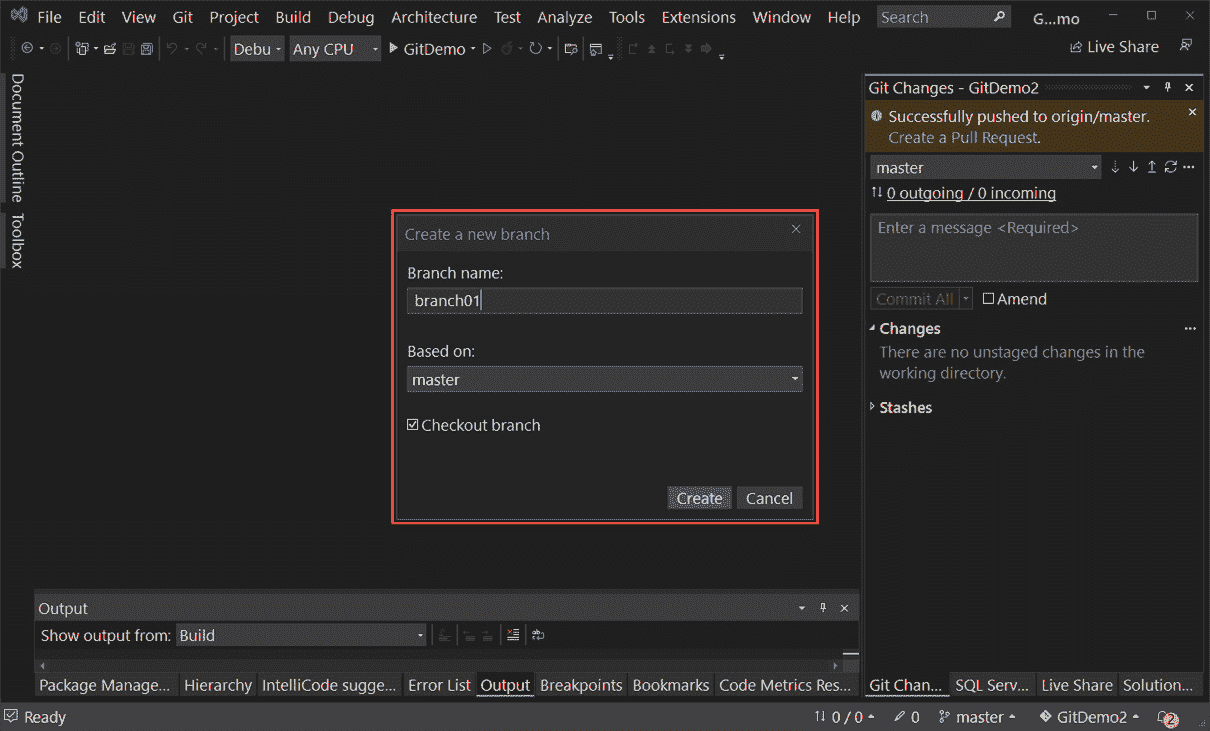 File Edit View Git Project Build Debug Architecture Test Analyze Tools Extensions Window Help Search G...mo
Debu Any CPU GitDemo Live Share
Document Outline
Toolbox
Git Changes - GitDemo2
Successfully pushed to origin/master.
Create a Pull Request.
master
0 outgoing / 0 incoming
Enter a message <Required>
Commit All Amend
Changes
There are no unstaged changes in the
working directory.
Stashes
Create a new branch
Branch name:
branch01
Based on:
master
Checkout branch
Create Cancel
Output
Show output from: Build
Package Manage... Hierarchy IntelliCode sugge... Error List Output Breakpoints Bookmarks Code Metrics Res...
Git Chan... SQL Serv... Live Share Solution...
Ready 0 / 0 0 master GitDemo2 2